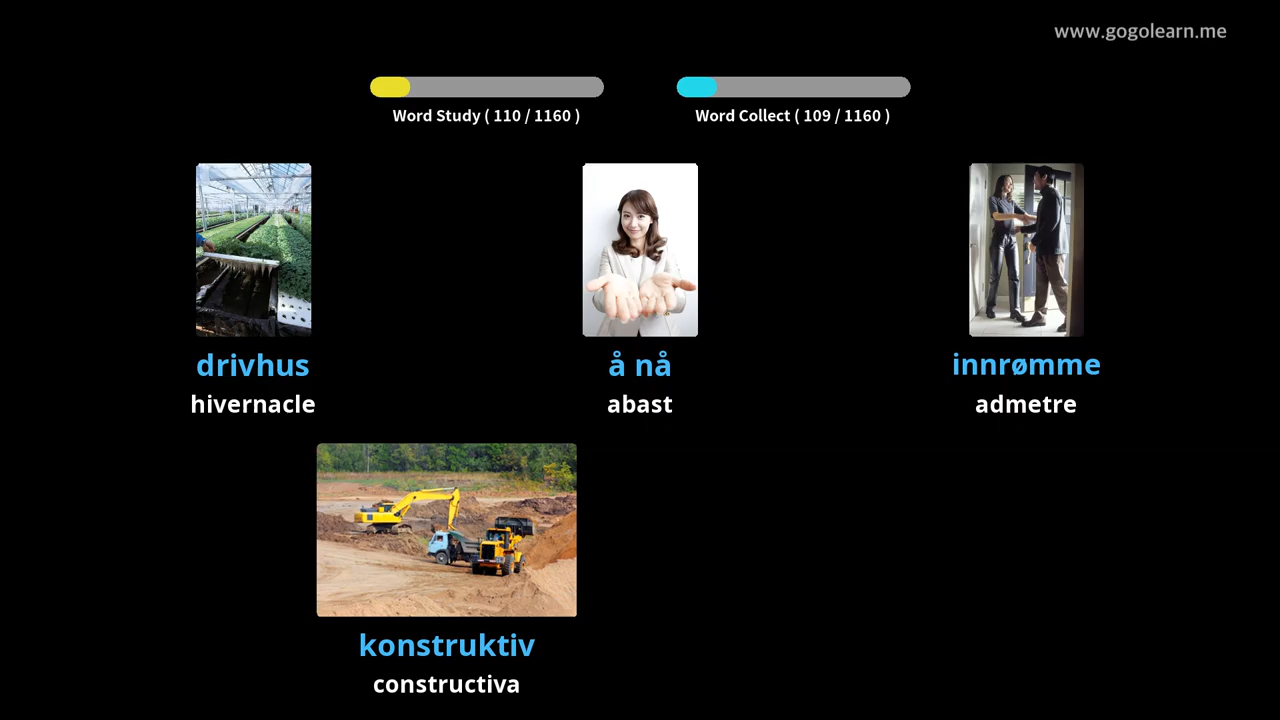 www.gogolearn.me
Word Study ( 110 / 1160 )
Word Collect ( 109 / 1160 )
drivhus
hivernacle
å nå
abast
innrømme
admetre
konstruktiv
constructiva